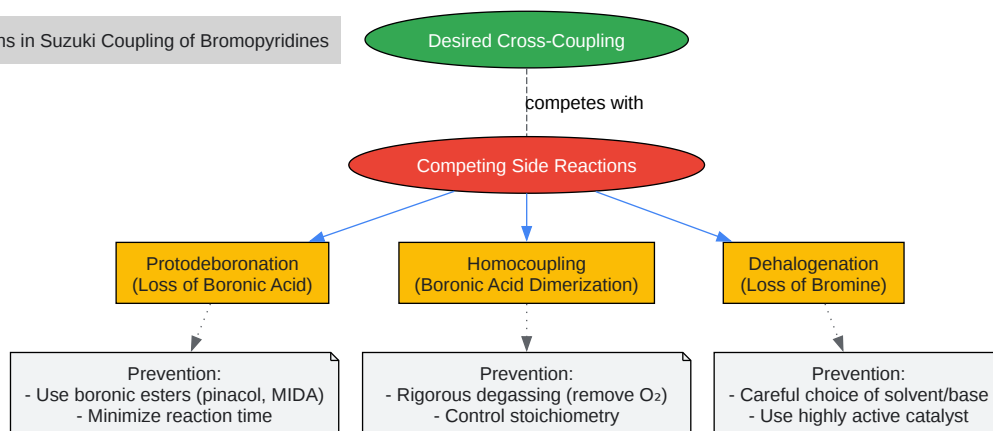 in Suzuki Coupling of Bromopyridines
Desired Cross-Coupling
competes with
Competing Side Reactions
Protodeboronation
(Loss of Boronic Acid)
Homocoupling
(Boronic Acid Dimerization)
Dehalogenation
(Loss of Bromine)
Prevention:
- Use boronic esters (pinacol, MIDA)
- Minimize reaction time
Prevention:
- Rigorous degassing (remove O₂)
- Control stoichiometry
Prevention:
- Careful choice of solvent/base
- Use highly active catalyst